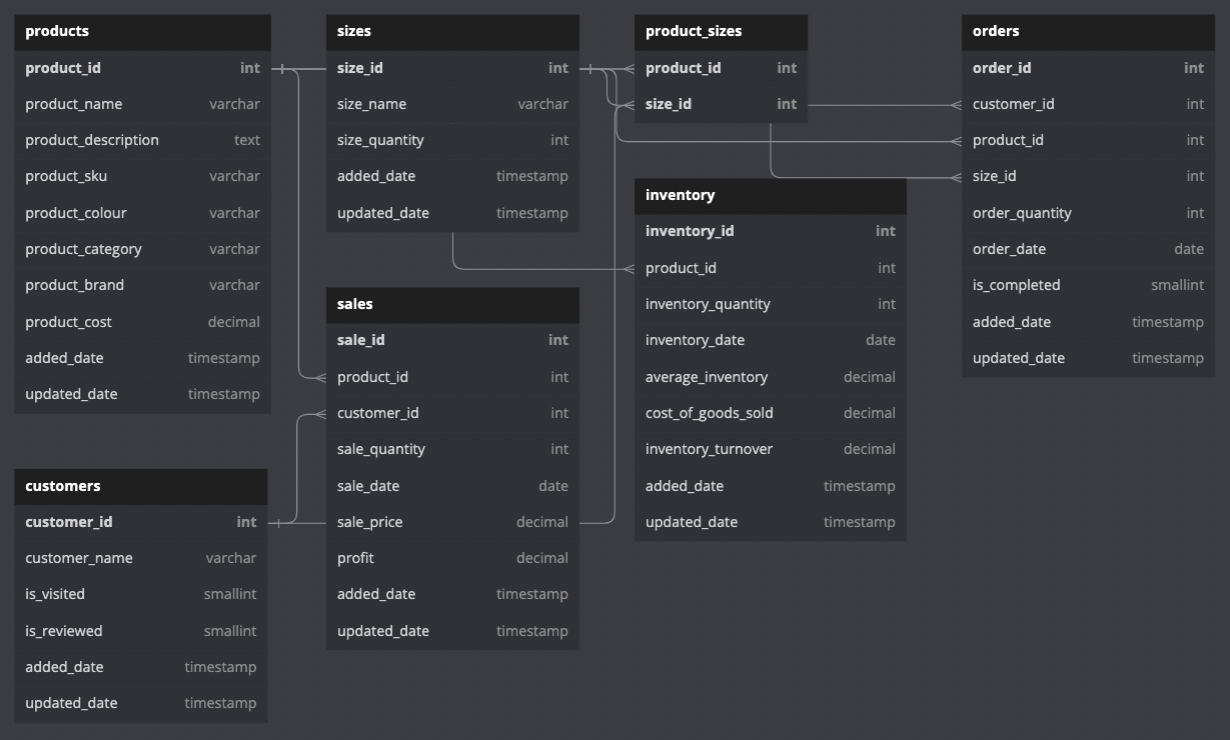 products
product_id int
product_name varchar
product_description text
product_sku varchar
product_colour varchar
product_category varchar
product_brand varchar
product_cost decimal
added_date timestamp
updated_date timestamp
customers
customer_id int
customer_name varchar
is_visited smallint
is_reviewed smallint
added_date timestamp
updated_date timestamp
sizes
size_id int
size_name varchar
size_quantity int
added_date timestamp
updated_date timestamp
sales
sale_id int
product_id int
customer_id int
sale_quantity int
sale_date date
sale_price decimal
profit decimal
added_date timestamp
updated_date timestamp
product_sizes
product_id int
size_id int
inventory
inventory_id int
product_id int
inventory_quantity int
inventory_date date
average_inventory decimal
cost_of_goods_sold decimal
inventory_turnover decimal
added_date timestamp
updated_date timestamp
orders
order_id int
customer_id int
product_id int
size_id int
order_quantity int
order_date date
is_completed smallint
added_date timestamp
updated_date timestamp